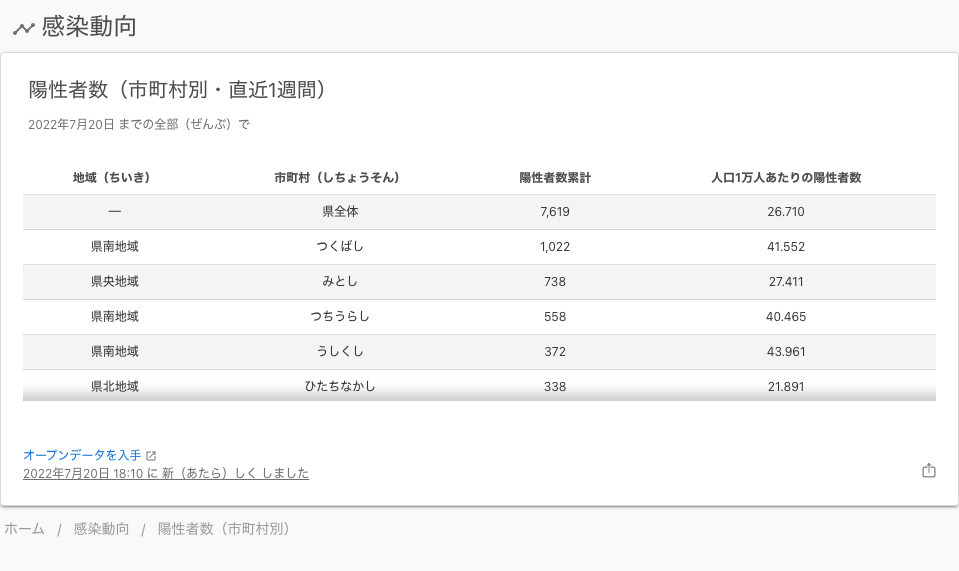 感染動向
陽性者数（市町村別・直近1週間）
2022年7月20日 までの全部（ぜんぶ）で
地域（ちいき） 市町村（しちょうそん） 陽性者数累計 人口1万人あたりの陽性者数
— 県全体 7,619 26.710
県南地域 つくばし 1,022 41.552
県央地域 みとし 738 27.411
県南地域 つちうらし 558 40.465
県南地域 うしくし 372 43.961
県北地域 ひたちなかし 338 21.891
オープンデータを入手
2022年7月20日 18:10 に 新（あたら）しく しました
ホーム / 感染動向 / 陽性者数（市町村別）